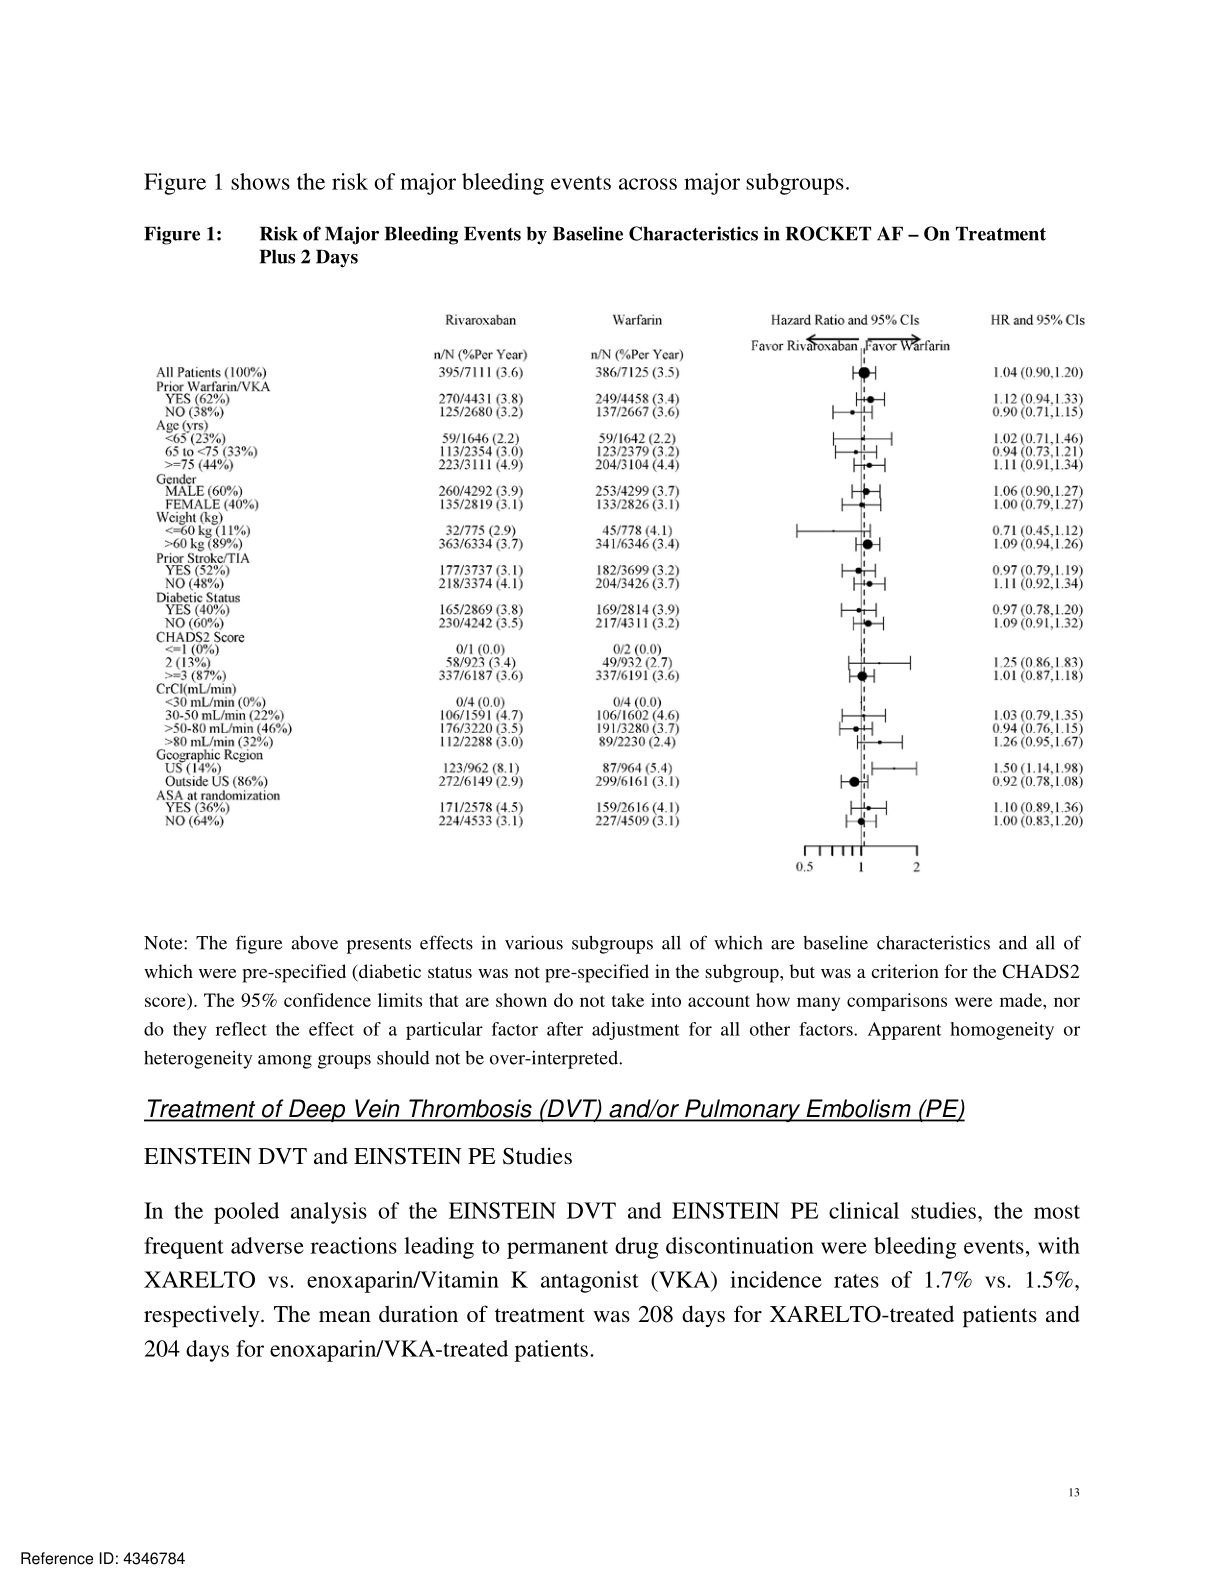 Figure 1 shows the risk of major bleeding events across major subgroups.
Figure 1: Risk of Major Bleeding Events by Baseline Characteristics in ROCKET AF – On Treatment
Plus 2 Days
Rivaroxaban Warfarin Hazard Ratio and 95% CIs HR and 95% CIs
Favor Rivaroxaban Favor Warfarin
n/N (%Per Year) n/N (%Per Year)
All Patients (100%) 395/7111 (3.6) 386/7125 (3.5) 1.04 (0.90,1.20)
Prior Warfarin/VKA
YES (62%) 270/4431 (3.8) 249/4458 (3.4) 1.12 (0.94,1.33)
NO (38%) 125/2680 (3.2) 137/2667 (3.6) 0.90 (0.71,1.15)
Age (yrs)
<65 (23%) 59/1646 (2.2) 59/1642 (2.2) 1.02 (0.71,1.46)
65 to <75 (33%) 113/2354 (3.0) 123/2379 (3.2) 0.94 (0.73,1.21)
>=75 (44%) 223/3111 (4.9) 204/3104 (4.4) 1.11 (0.91,1.34)
Gender
MALE (60%) 260/4292 (3.9) 253/4299 (3.7) 1.06 (0.90,1.27)
FEMALE (40%) 135/2819 (3.1) 133/2826 (3.1) 1.00 (0.79,1.27)
Weight (kg)
<=60 kg (11%) 32/775 (2.9) 45/778 (4.1) 0.71 (0.45,1.12)
>60 kg (89%) 363/6334 (3.7) 341/6346 (3.4) 1.09 (0.94,1.26)
Prior Stroke/TIA
YES (52%) 177/3737 (3.1) 182/3699 (3.2) 0.97 (0.79,1.19)
NO (48%) 218/3374 (4.1) 204/3426 (3.7) 1.11 (0.92,1.34)
Diabetic Status
YES (40%) 165/2869 (3.8) 169/2814 (3.9) 0.97 (0.78,1.20)
NO (60%) 230/4242 (3.5) 217/4311 (3.2) 1.09 (0.91,1.32)
CHADS2 Score
<=1 (0%) 0/1 (0.0) 0/2 (0.0)
2 (13%) 58/923 (3.4) 49/932 (2.7) 1.25 (0.86,1.83)
>=3 (87%) 337/6187 (3.6) 337/6191 (3.6) 1.01 (0.87,1.18)
CrCl(mL/min)
<30 mL/min (0%) 0/4 (0.0) 0/4 (0.0)
30-50 mL/min (22%) 106/1591 (4.7) 106/1602 (4.6) 1.03 (0.79,1.35)
>50-80 mL/min (46%) 176/3220 (3.5) 191/3280 (3.7) 0.94 (0.76,1.15)
>80 mL/min (32%) 112/2288 (3.0) 89/2230 (2.4) 1.26 (0.95,1.67)
Geographic Region
US (14%) 123/962 (8.1) 87/964 (5.4) 1.50 (1.14,1.98)
Outside US (86%) 272/6149 (2.9) 299/6161 (3.1) 0.92 (0.78,1.08)
ASA at randomization
YES (36%) 171/2578 (4.5) 159/2616 (4.1) 1.10 (0.89,1.36)
NO (64%) 224/4533 (3.1) 227/4509 (3.1) 1.00 (0.83,1.20)
0.5 1 2
Note: The figure above presents effects in various subgroups all of which are baseline characteristics and all of
which were pre-specified (diabetic status was not pre-specified in the subgroup, but was a criterion for the CHADS2
score). The 95% confidence limits that are shown do not take into account how many comparisons were made, nor
do they reflect the effect of a particular factor after adjustment for all other factors. Apparent homogeneity or
heterogeneity among groups should not be over-interpreted.
Treatment of Deep Vein Thrombosis (DVT) and/or Pulmonary Embolism (PE)
EINSTEIN DVT and EINSTEIN PE Studies
In the pooled analysis of the EINSTEIN DVT and EINSTEIN PE clinical studies, the most
frequent adverse reactions leading to permanent drug discontinuation were bleeding events, with
XARELTO vs. enoxaparin/Vitamin K antagonist (VKA) incidence rates of 1.7% vs. 1.5%,
respectively. The mean duration of treatment was 208 days for XARELTO-treated patients and
204 days for enoxaparin/VKA-treated patients.
13
Reference ID: 4346784